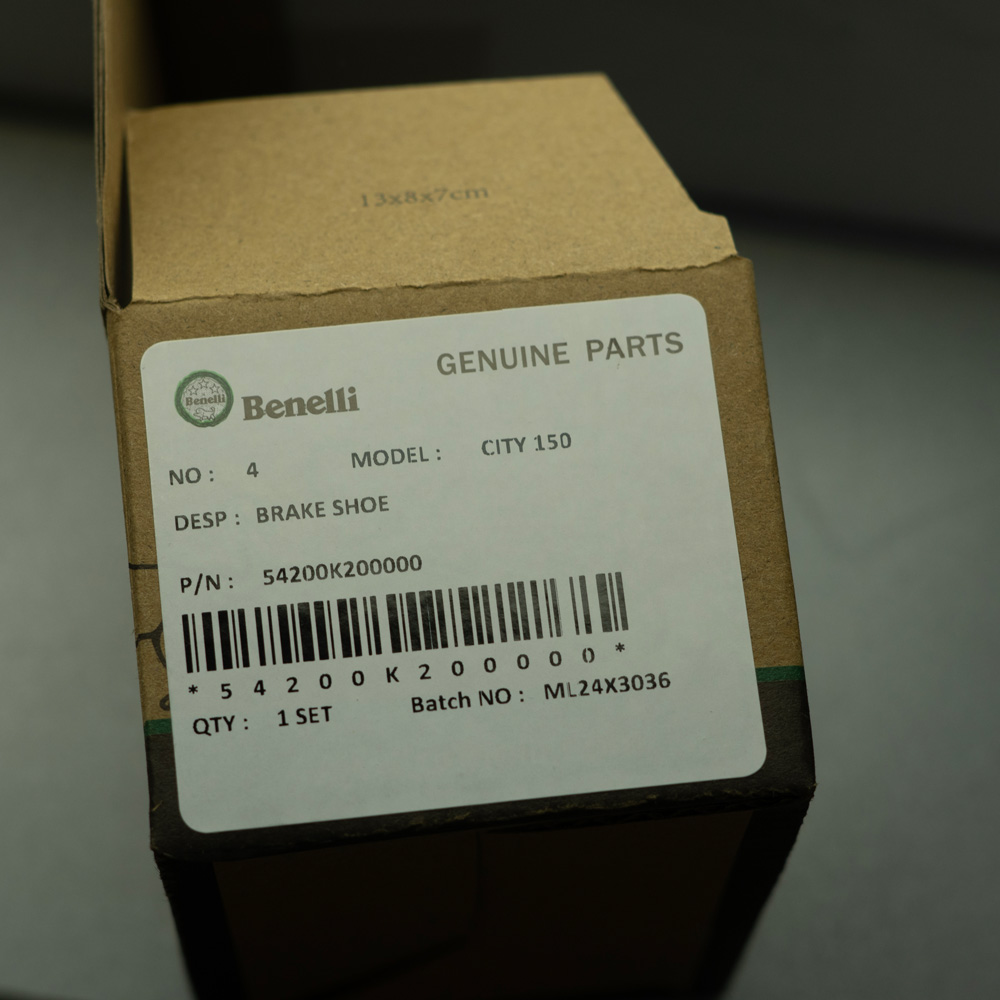 13x8x7cm
GENUINE PARTS
Benelli
Benelli
NO : 4 MODEL : CITY 150
DESP : BRAKE SHOE
P/N : 54200K200000
* 5 4 2 0 0 K 2 0 0 0 0 0 *
QTY : 1 SET Batch NO : ML24X3036